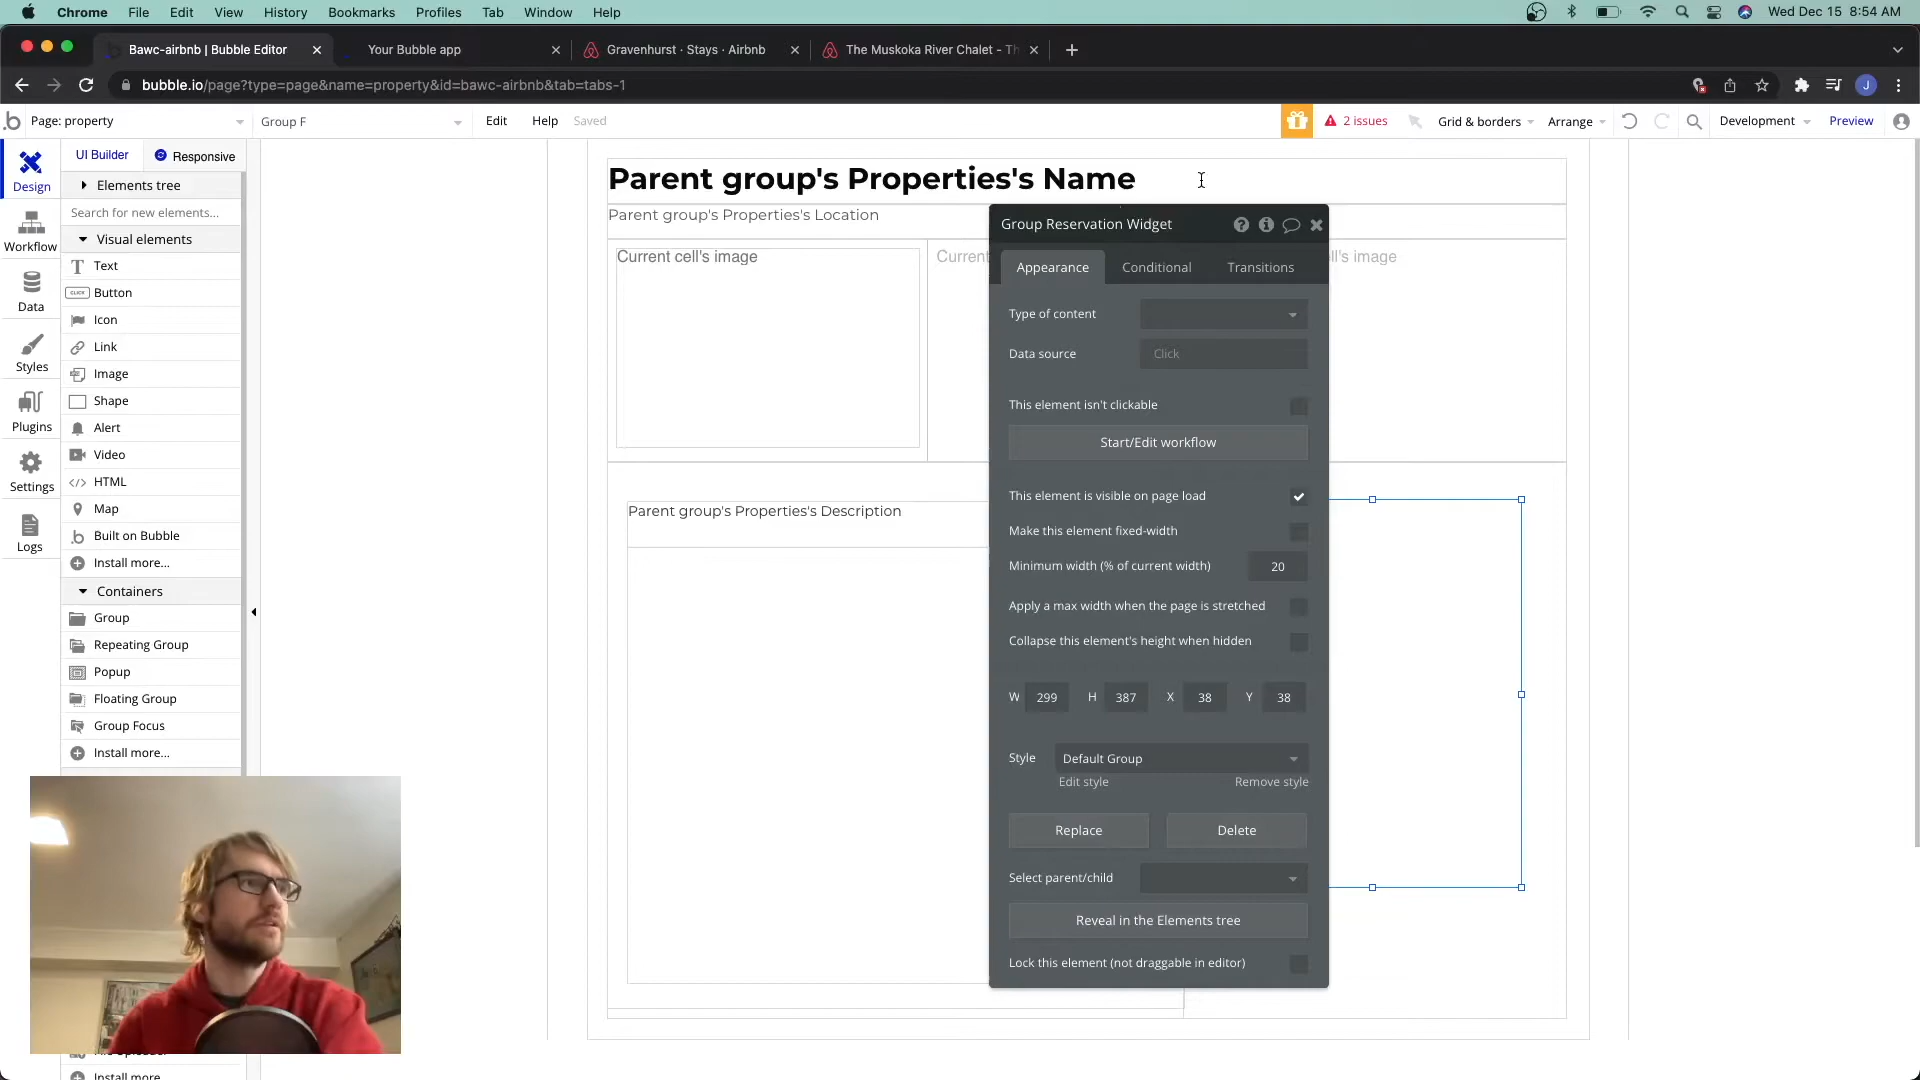 Chrome File Edit View History Bookmarks Profiles Tab Window Help Wed Dec 15 8:54 AM
Bawc-airbnb | Bubble Editor Your Bubble app Gravenhurst · Stays · Airbnb The Muskoka River Chalet - Th
bubble.io/page?type=page&name=property&id=bawc-airbnb&tab=tabs-1 J
b Page: property Group F Edit Help Saved 2 issues Grid & borders Arrange Development Preview
Design
Workflow
Data
Styles
Plugins
Settings
Logs
UI Builder Responsive
Elements tree
Search for new elements...
Visual elements
Text
CLICK Button
Icon
Link
Image
Shape
Alert
Video
HTML
Map
Built on Bubble
Install more...
Containers
Group
Repeating Group
Popup
Floating Group
Group Focus
Install more...
Install more
Parent group's Properties's Name
Parent group's Properties's Location
Current cell's image
Curren
ll's image
Parent group's Properties's Description
Group Reservation Widget
Appearance Conditional Transitions
Type of content
Data source Click
This element isn't clickable
Start/Edit workflow
This element is visible on page load
Make this element fixed-width
Minimum width (% of current width) 20
Apply a max width when the page is stretched
Collapse this element's height when hidden
W 299 H 387 X 38 Y 38
Style Default Group
Edit style Remove style
Replace Delete
Select parent/child
Reveal in the Elements tree
Lock this element (not draggable in editor)